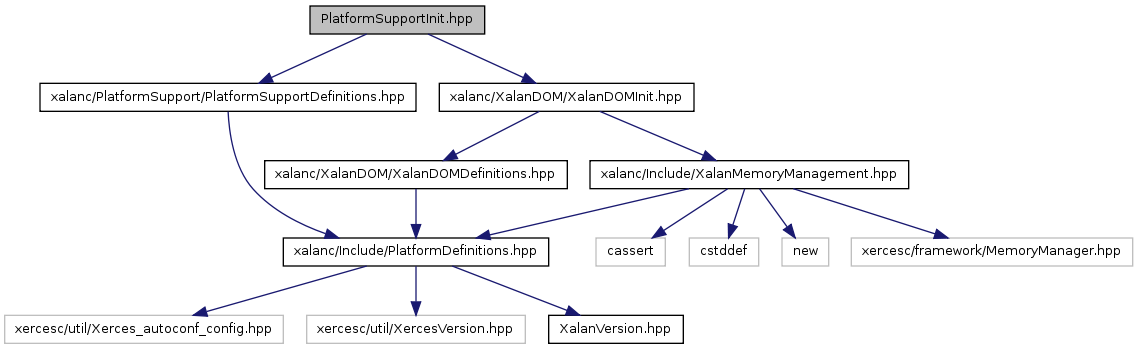 PlatformSupportInit.hpp
xalanc/PlatformSupport/PlatformSupportDefinitions.hpp
xalanc/XalanDOM/XalanDOMInit.hpp
xalanc/XalanDOM/XalanDOMDefinitions.hpp
xalanc/Include/XalanMemoryManagement.hpp
xalanc/Include/PlatformDefinitions.hpp
cassert
cstddef
new
xercesc/framework/MemoryManager.hpp
xercesc/util/Xerces_autoconf_config.hpp
xercesc/util/XercesVersion.hpp
XalanVersion.hpp